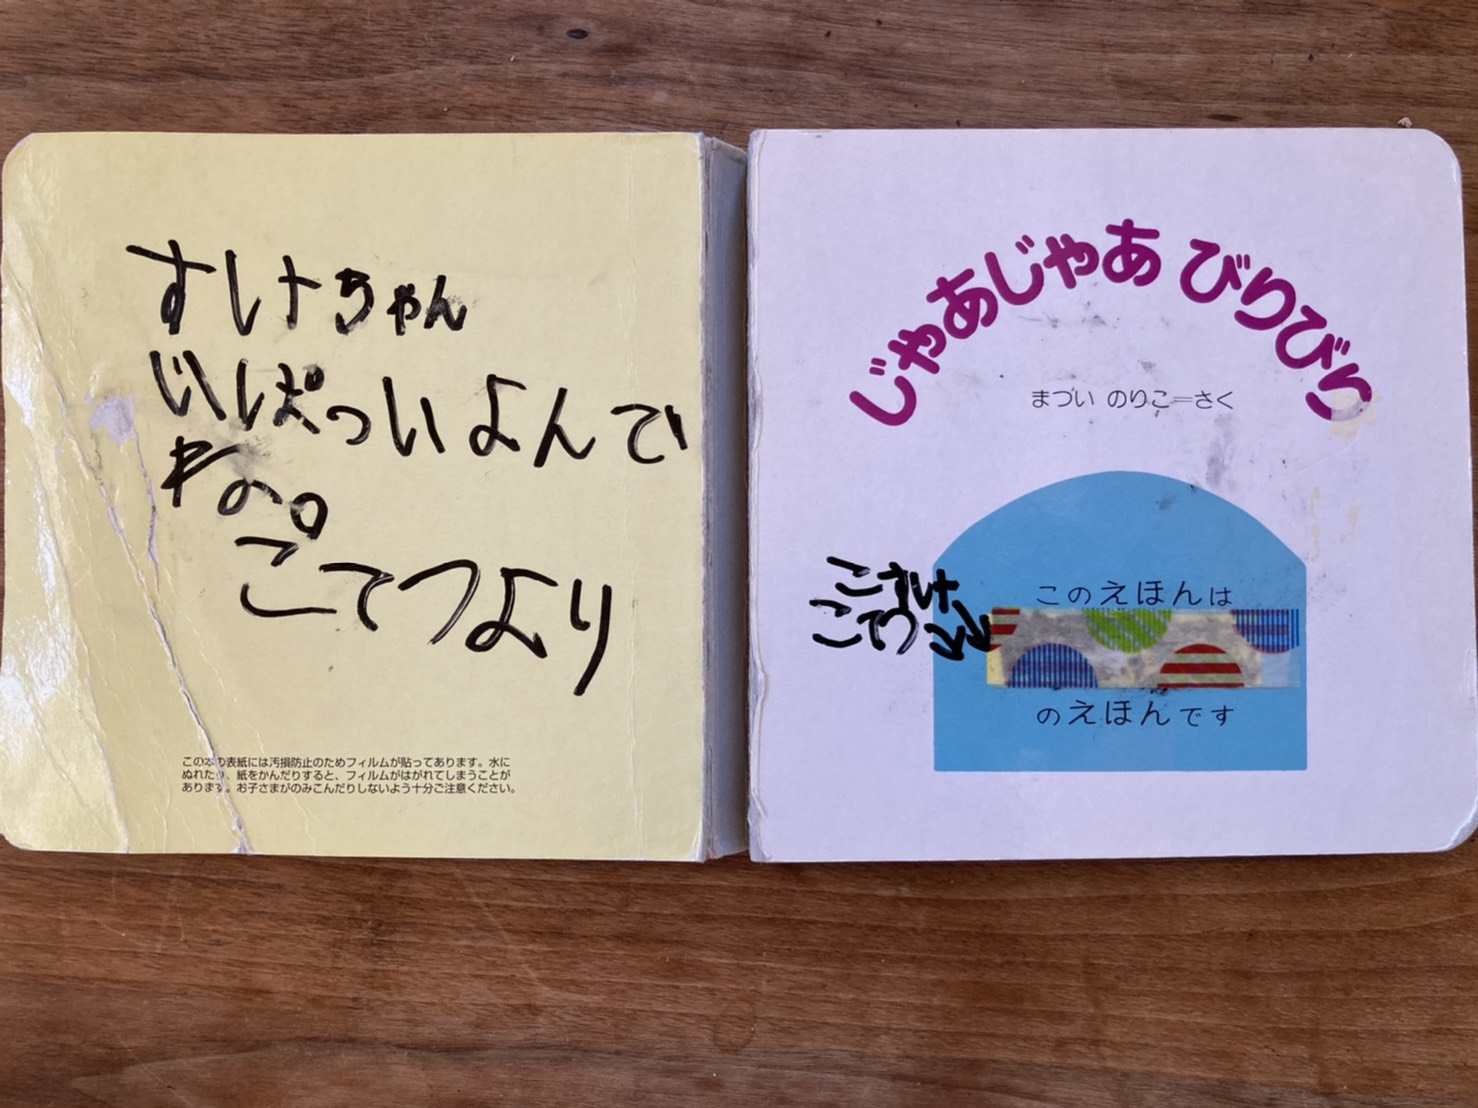 すけちゃん
いっぱいよんで
ね。
こてつより
この本の表紙には汚損防止のためフィルムが貼ってあります。水に
ぬれたり、紙をかんだりすると、フィルムがはがれてしまうことが
あります。お子さまがのみこんだりしないよう十分ご注意ください。
じゃあじゃあ びりびり
まつい のりこ＝さく
このえほんは
こてつ
のえほんです